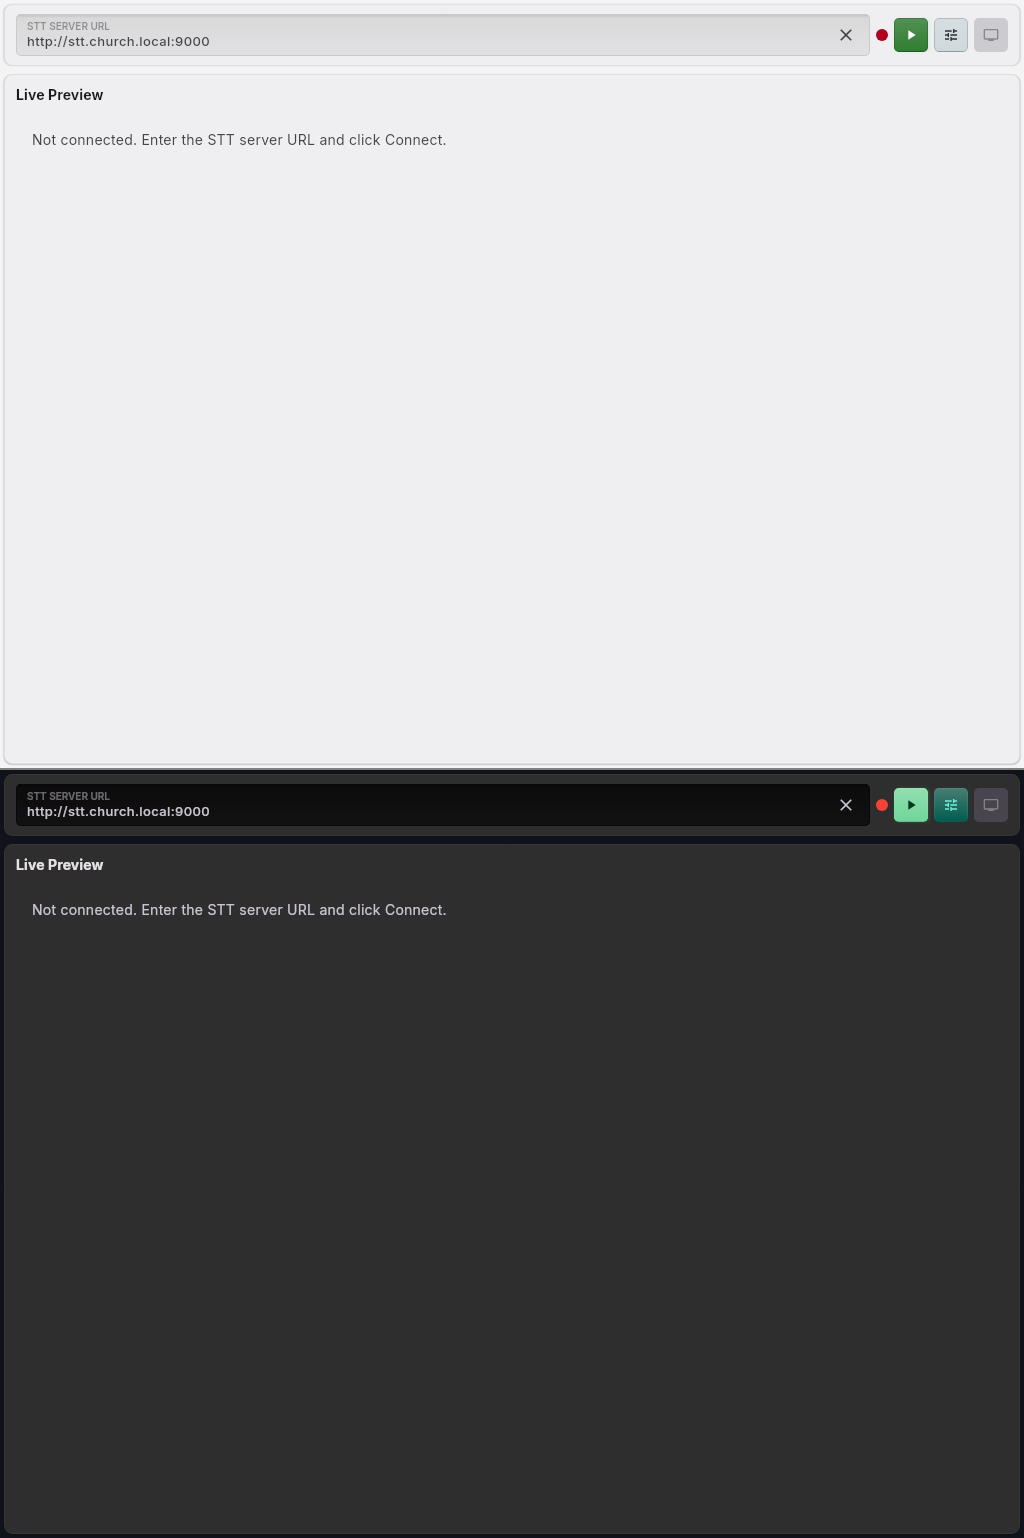 STT SERVER URL
http://stt.church.local:9000
Live Preview
Not connected. Enter the STT server URL and click Connect.
STT SERVER URL
http://stt.church.local:9000
Live Preview
Not connected. Enter the STT server URL and click Connect.